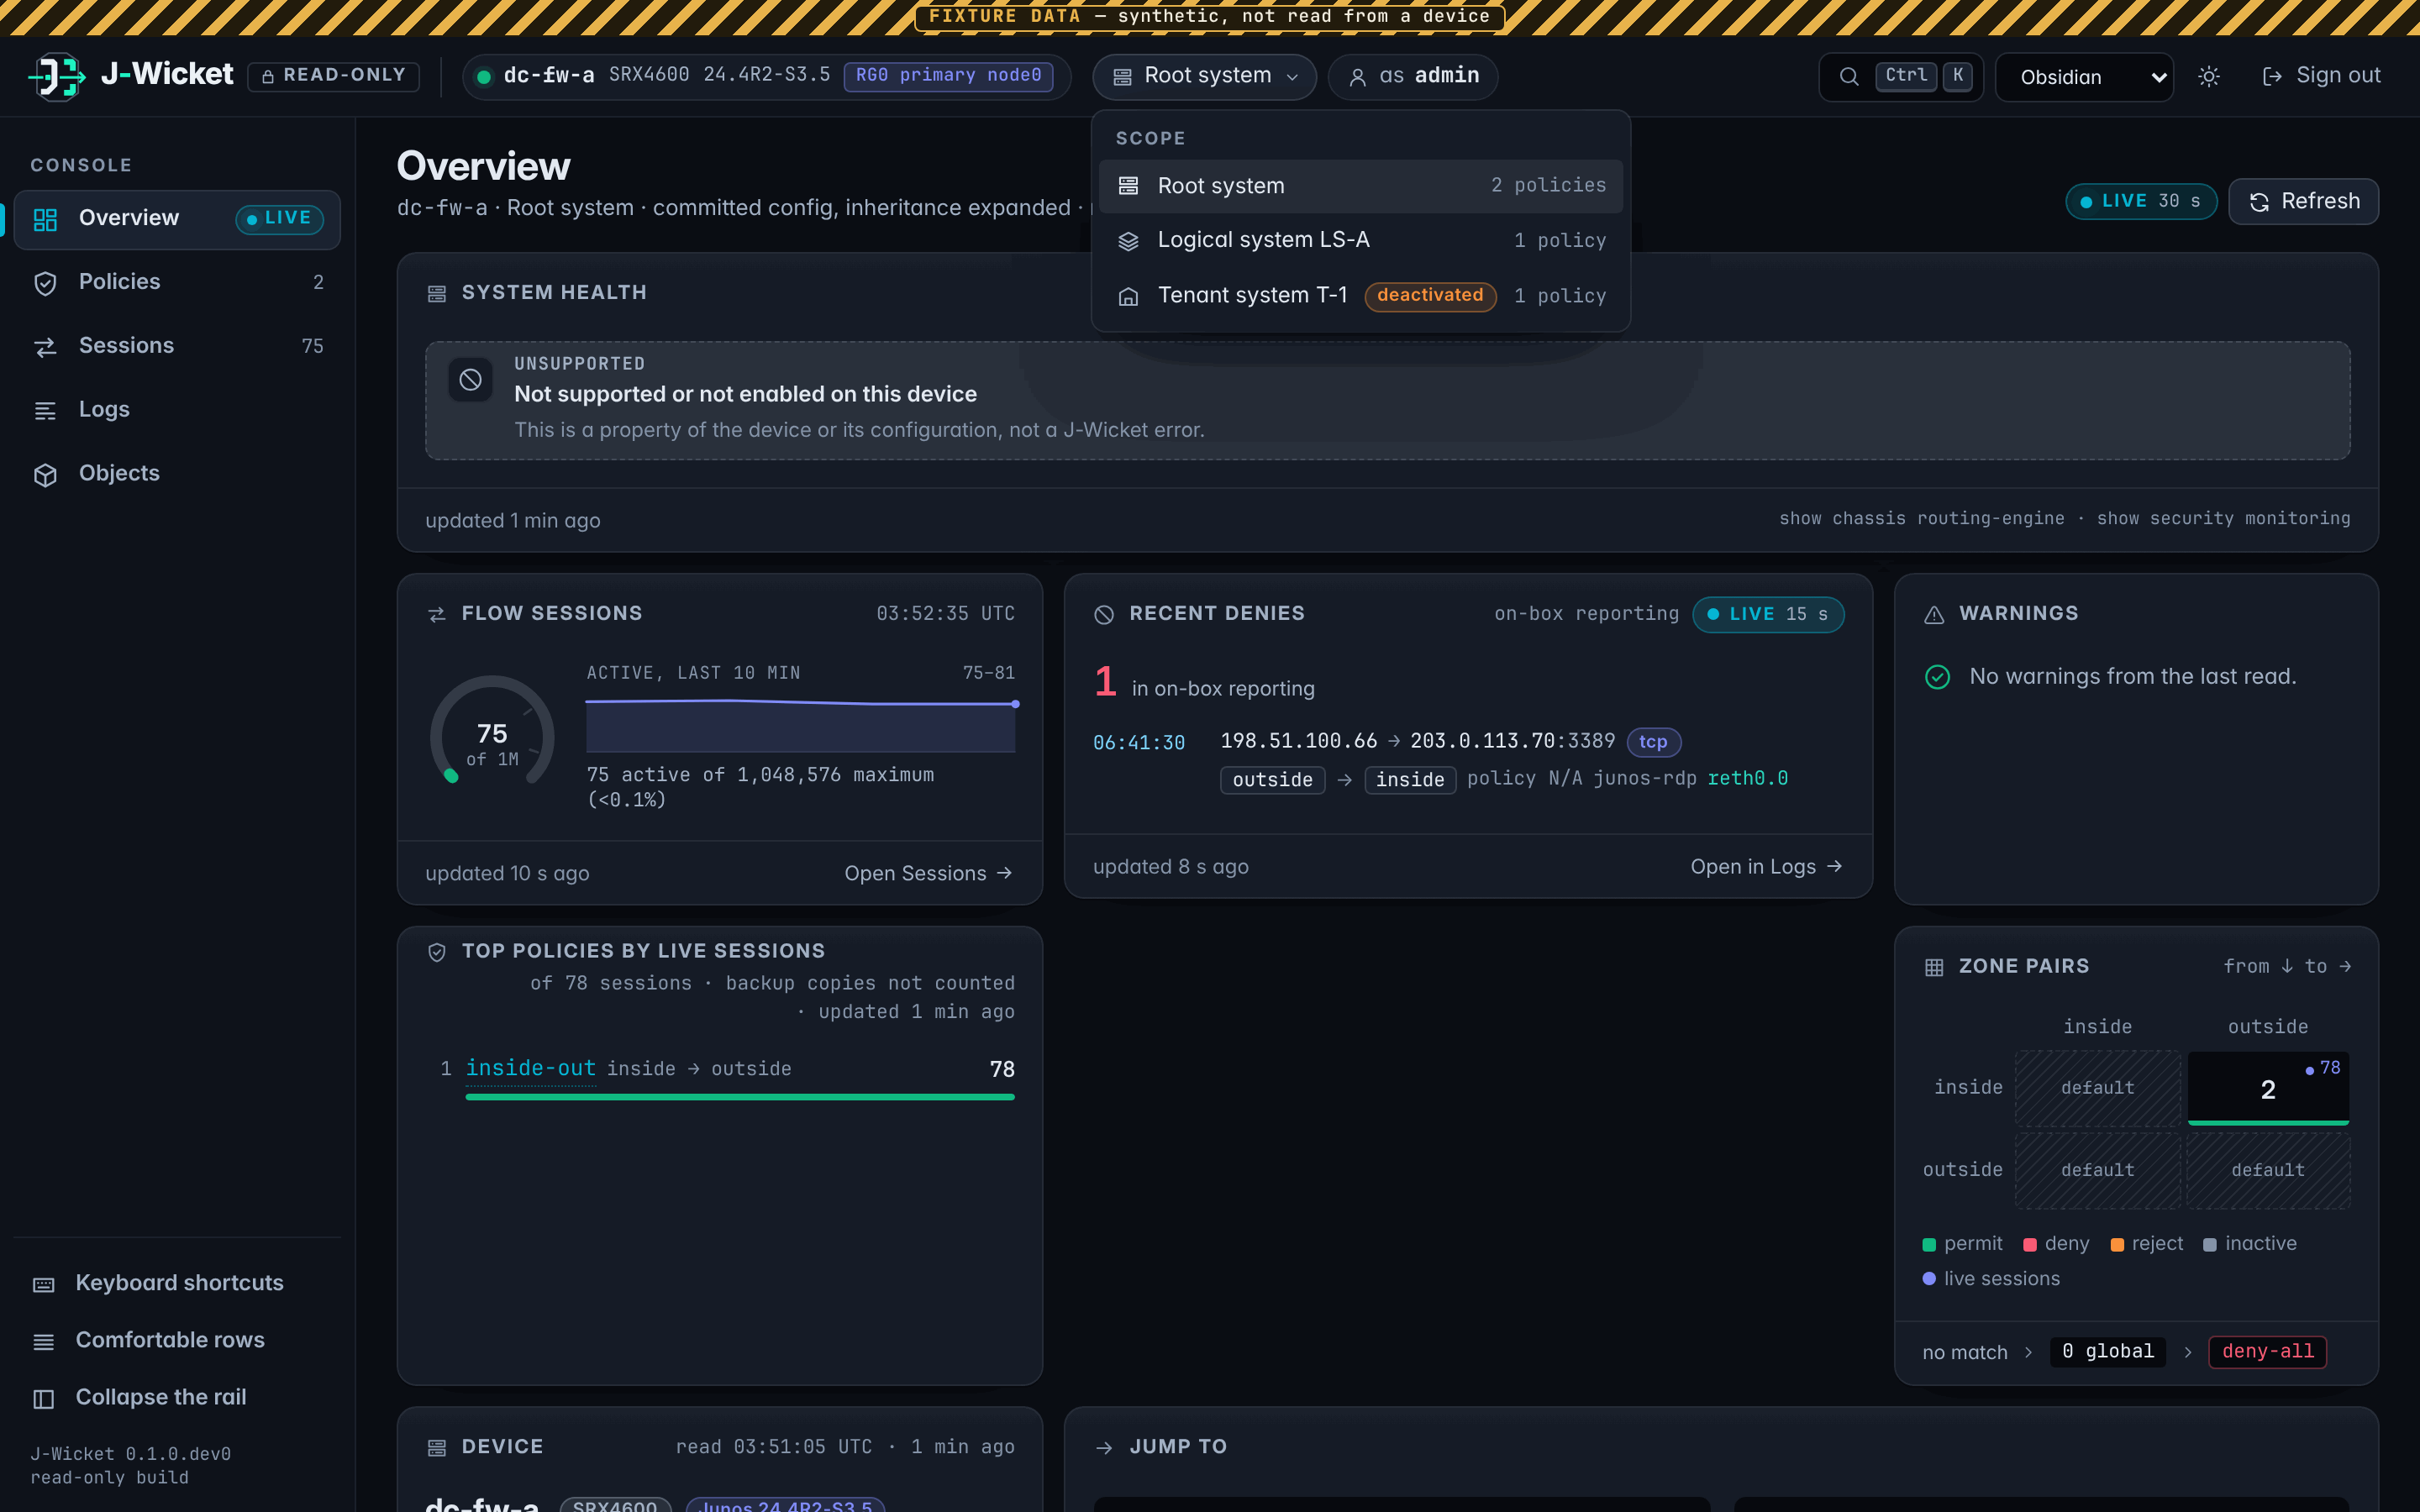 FIXTURE DATA — synthetic, not read from a device
J-Wicket READ-ONLY dc-fw-a SRX4600 24.4R2-S3.5 RG0 primary node0 Root system as admin Ctrl K Obsidian Sign out
SCOPE
Root system 2 policies
Logical system LS-A 1 policy
Tenant system T-1 deactivated 1 policy
CONSOLE
Overview LIVE
Policies 2
Sessions 75
Logs
Objects
Overview
dc-fw-a · Root system · committed config, inheritance expanded ·
LIVE 30 s Refresh
SYSTEM HEALTH
UNSUPPORTED
Not supported or not enabled on this device
This is a property of the device or its configuration, not a J-Wicket error.
updated 1 min ago show chassis routing-engine · show security monitoring
FLOW SESSIONS 03:52:35 UTC
75
of 1M
ACTIVE, LAST 10 MIN 75–81
75 active of 1,048,576 maximum
(<0.1%)
updated 10 s ago Open Sessions →
RECENT DENIES on-box reporting LIVE 15 s
1 in on-box reporting
06:41:30 198.51.100.66 → 203.0.113.70:3389 tcp
outside → inside policy N/A junos-rdp reth0.0
updated 8 s ago Open in Logs →
WARNINGS
No warnings from the last read.
TOP POLICIES BY LIVE SESSIONS
of 78 sessions · backup copies not counted
· updated 1 min ago
1 inside-out inside → outside 78
ZONE PAIRS from ↓ to →
inside outside
inside default 2 78
outside default default
permit deny reject inactive
live sessions
no match › 0 global › deny-all
DEVICE read 03:51:05 UTC · 1 min ago
dc-fw-a SRX4600 Junos 24.4R2-S3.5
→ JUMP TO
Keyboard shortcuts
Comfortable rows
Collapse the rail
J-Wicket 0.1.0.dev0
read-only build